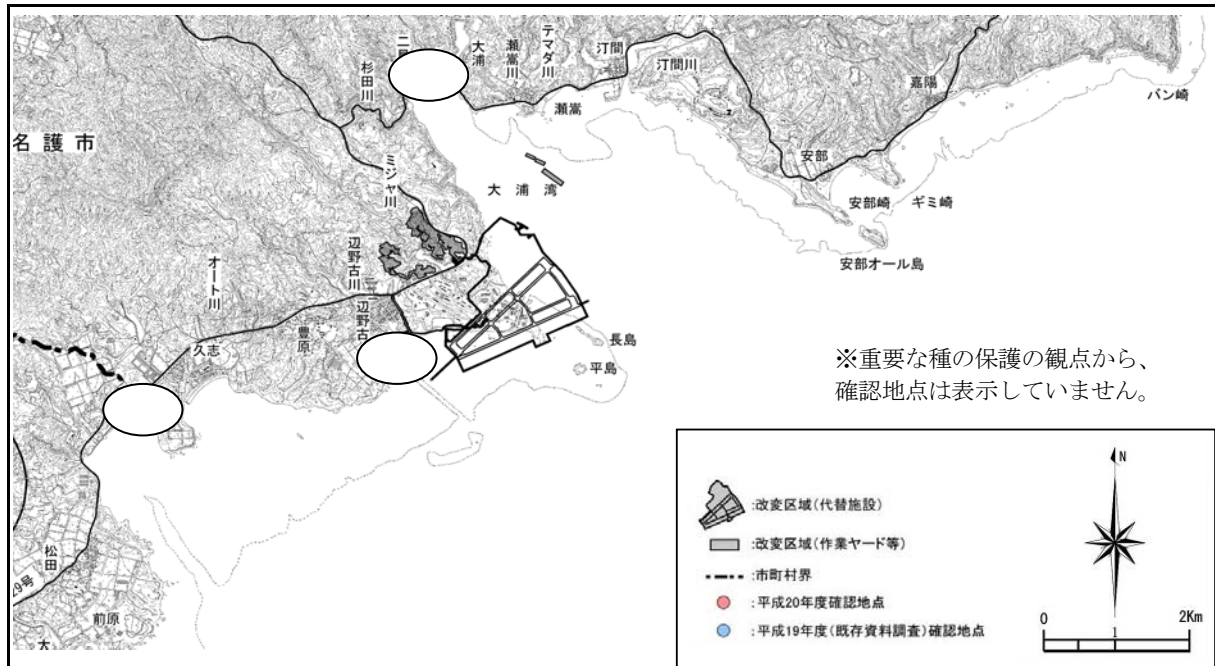 二
大浦
瀬嵩川
テマダ川
汀間
汀間川
杉田川
瀬嵩
嘉陽
バン崎
名護市
ミジャ川
大浦湾
安部
安部崎
ギミ崎
安部オール島
辺野古川
オート川
辺野古
豊原
久志
長島
平島
※重要な種の保護の観点から、
確認地点は表示していません。
:改変区域(代替施設)
:改変区域(作業ヤード等)
:市町村界
:平成20年度確認地点
:平成19年度(既存資料調査)確認地点
N
0 1 2Km
松田
29号
前原
大